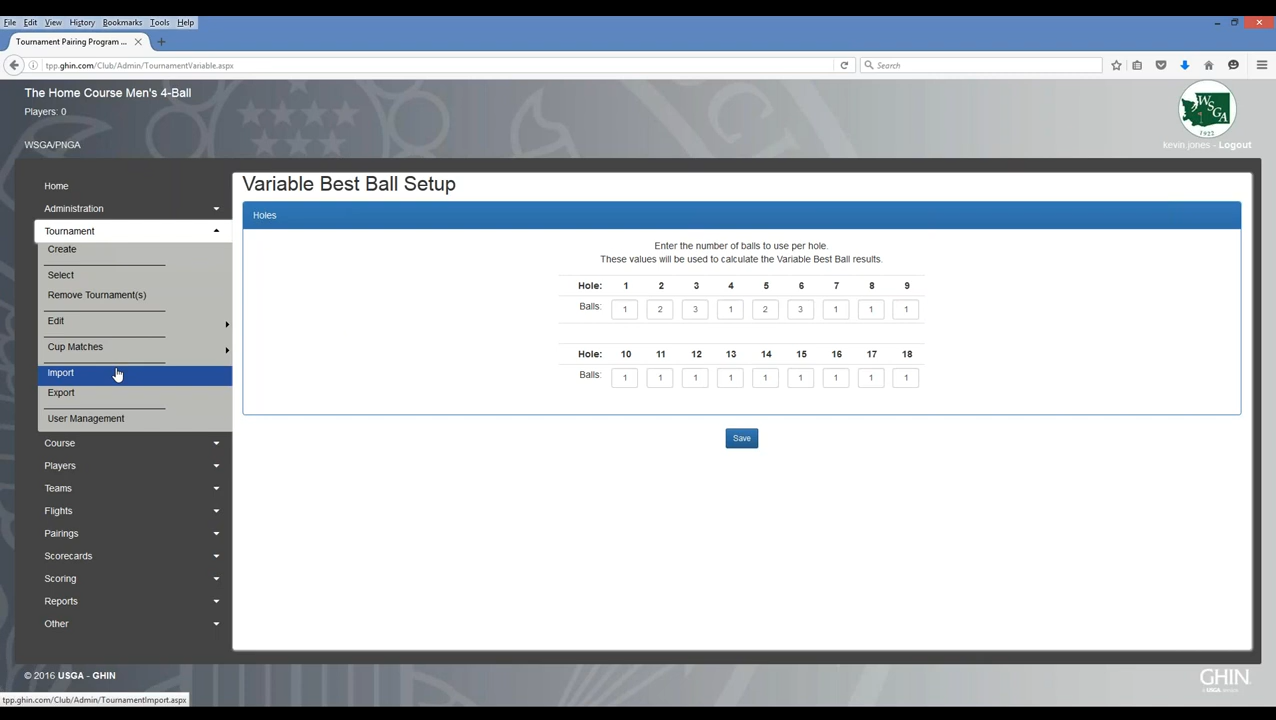 File Edit View History Bookmarks Tools Help
Tournament Pairing Program ...
tpp.ghin.com/Club/Admin/TournamentVariable.aspx
Search
The Home Course Men's 4-Ball
Players: 0
WSGA/PNGA
WSGA
1922
kevin.jones - Logout
Home
Administration
Tournament
Create
Select
Remove Tournament(s)
Edit
Cup Matches
Import
Export
User Management
Course
Players
Teams
Flights
Pairings
Scorecards
Scoring
Reports
Other
Variable Best Ball Setup
Holes
Enter the number of balls to use per hole.
These values will be used to calculate the Variable Best Ball results.
Hole: 1 2 3 4 5 6 7 8 9
Balls: 1 2 3 1 2 3 1 1 1
Hole: 10 11 12 13 14 15 16 17 18
Balls: 1 1 1 1 1 1 1 1 1
Save
© 2016 USGA - GHIN
GHIN
tpp.ghin.com/Club/Admin/TournamentImport.aspx